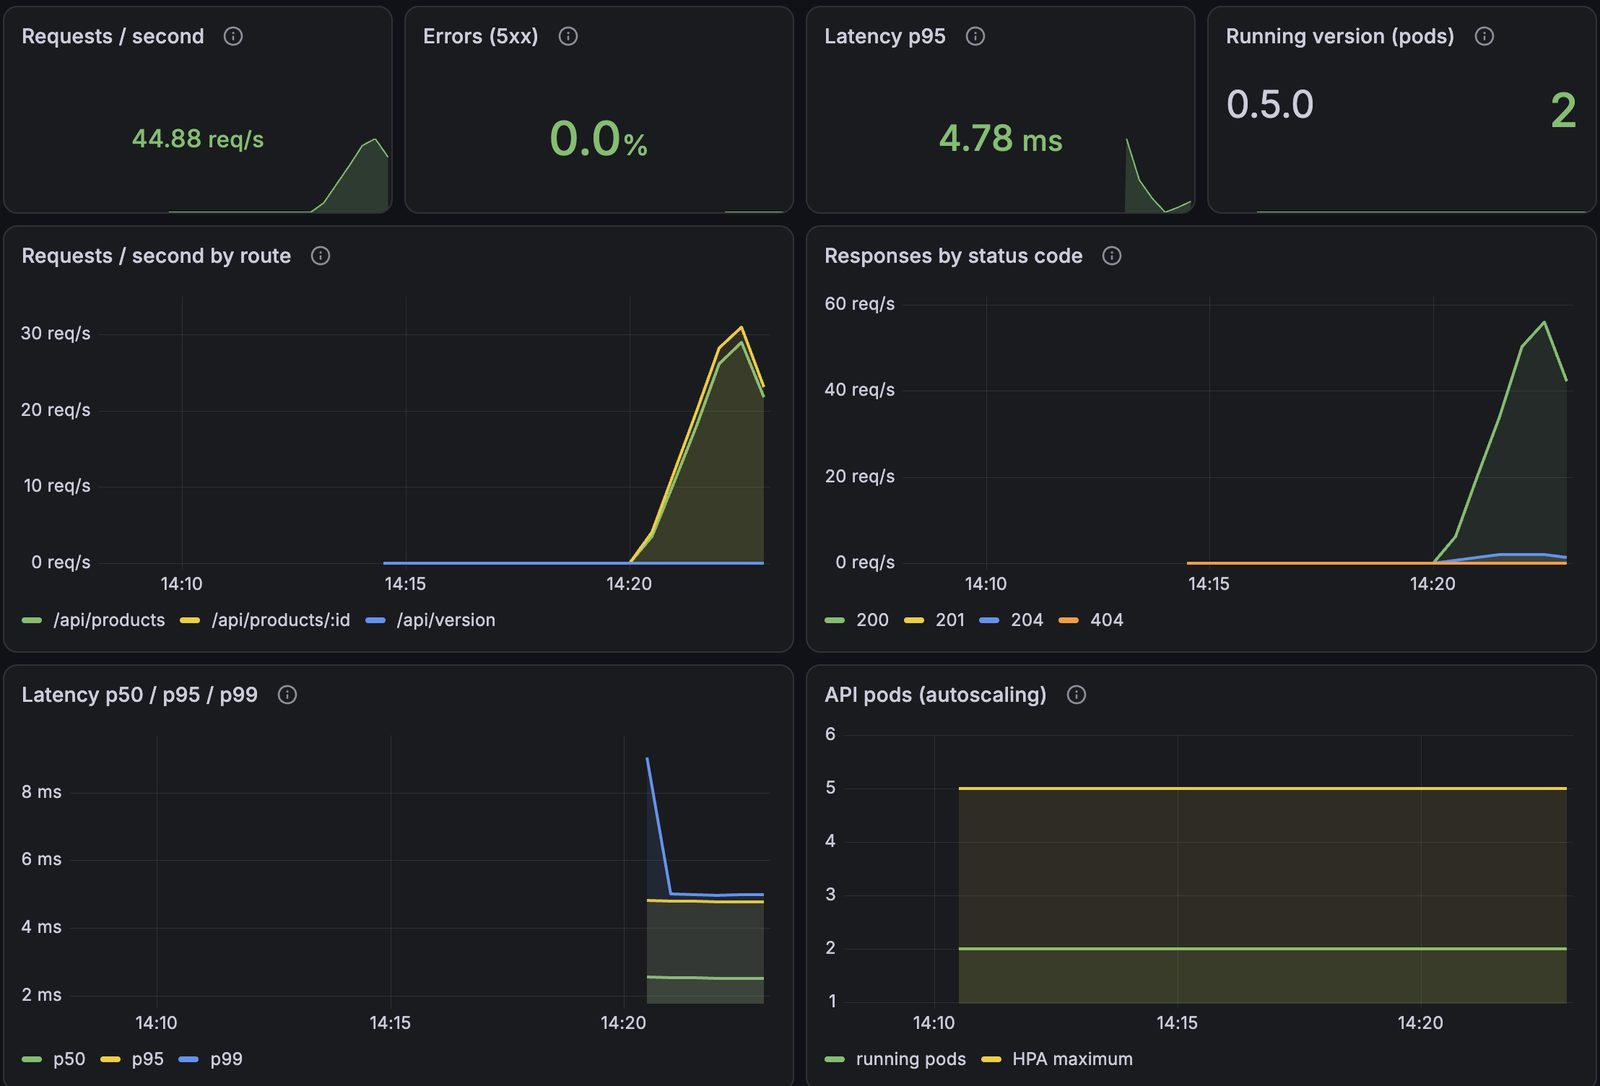 Requests / second
Errors (5xx)
Latency p95
Running version (pods)
44.88 req/s
0.0%
4.78 ms
0.5.0
2
Requests / second by route
30 req/s
20 req/s
10 req/s
0 req/s
14:10
14:15
14:20
/api/products
/api/products/:id
/api/version
Responses by status code
60 req/s
40 req/s
20 req/s
0 req/s
14:10
14:15
14:20
200
201
204
404
Latency p50 / p95 / p99
8 ms
6 ms
4 ms
2 ms
14:10
14:15
14:20
p50
p95
p99
API pods (autoscaling)
6
5
4
3
2
1
14:10
14:15
14:20
running pods
HPA maximum